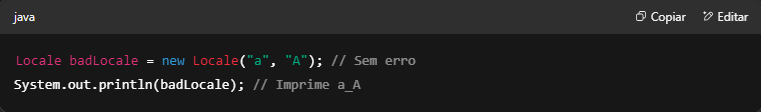 java
Copiar
Editar
Locale badLocale = new Locale("a", "A"); // Sem erro
System.out.println(badLocale); // Imprime a_A